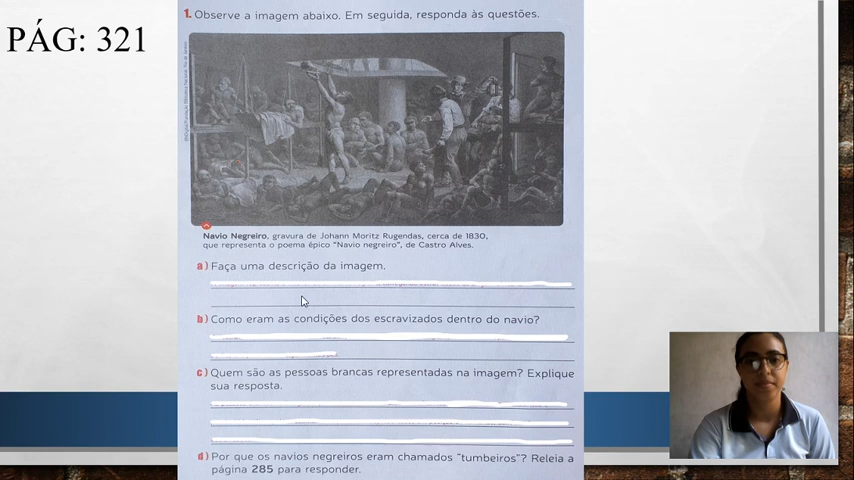 PÁG: 321
1. Observe a imagem abaixo. Em seguida, responda às questões.
Navio Negreiro, gravura de Johann Moritz Rugendas, cerca de 1830,
que representa o poema épico "Navio negreiro", de Castro Alves.
a) Faça uma descrição da imagem.
b) Como eram as condições dos escravizados dentro do navio?
c) Quem são as pessoas brancas representadas na imagem? Explique
sua resposta.
d) Por que os navios negreiros eram chamados "tumbeiros"? Releia a
página 285 para responder.